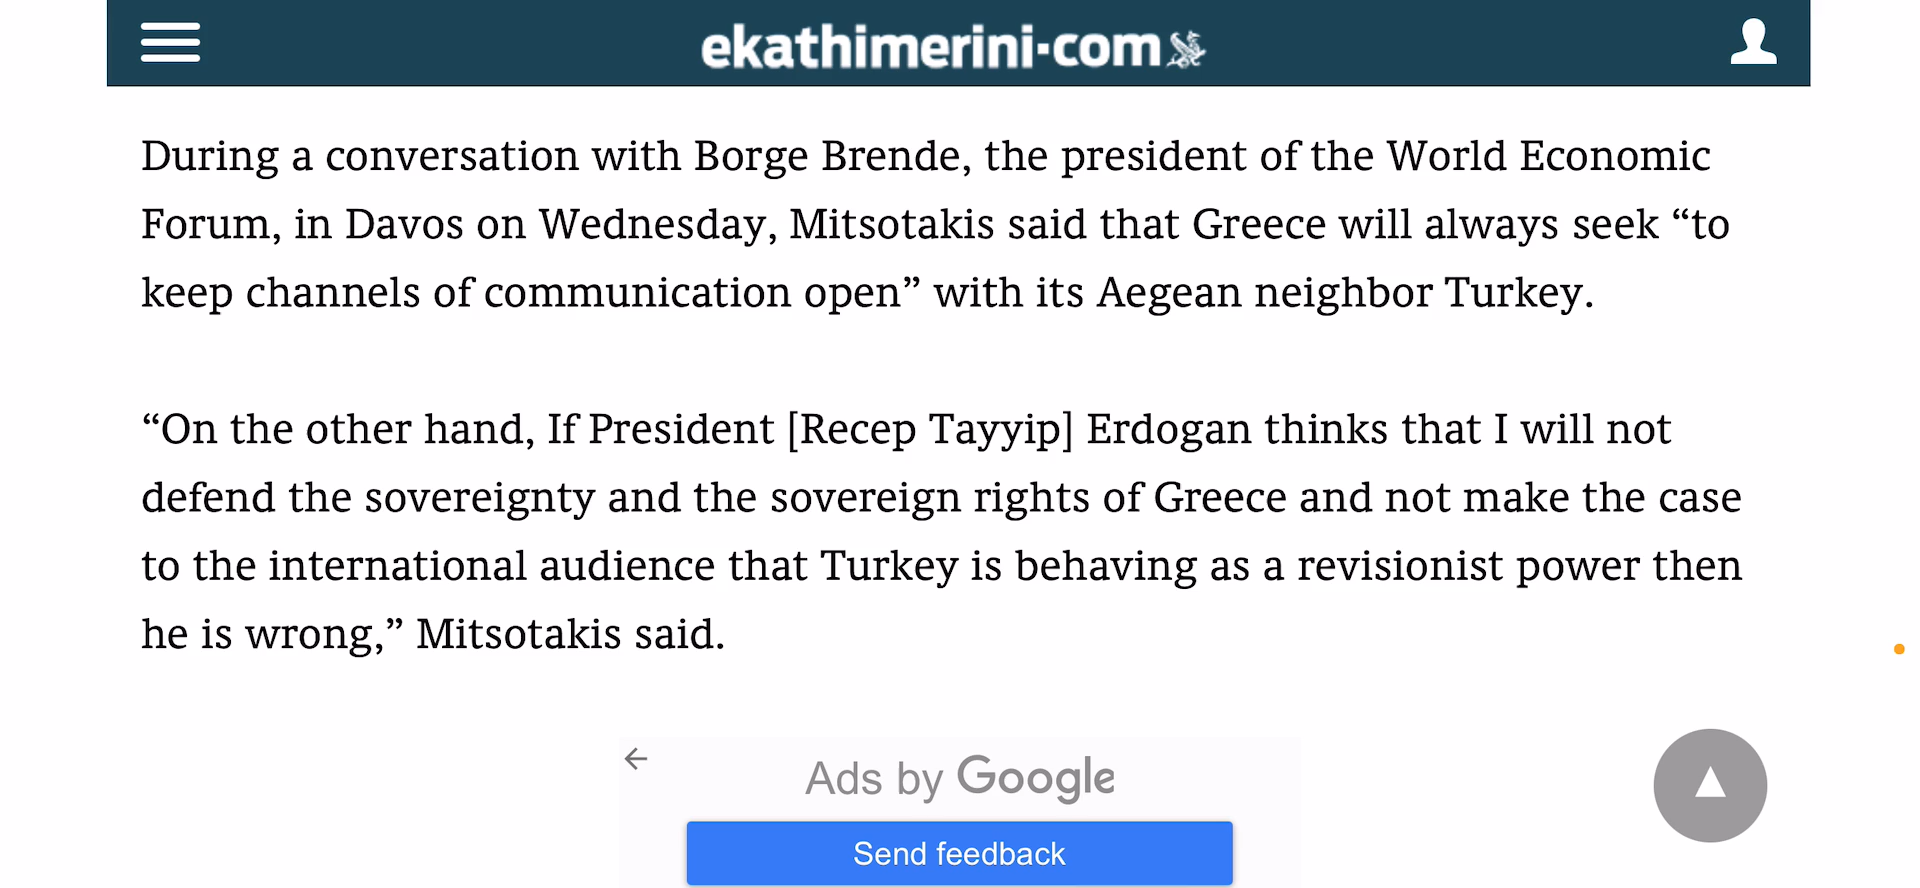 ekathimerini·com
During a conversation with Borge Brende, the president of the World Economic
Forum, in Davos on Wednesday, Mitsotakis said that Greece will always seek “to
keep channels of communication open” with its Aegean neighbor Turkey.
“On the other hand, If President [Recep Tayyip] Erdogan thinks that I will not
defend the sovereignty and the sovereign rights of Greece and not make the case
to the international audience that Turkey is behaving as a revisionist power then
he is wrong,” Mitsotakis said.
Ads by Google
Send feedback